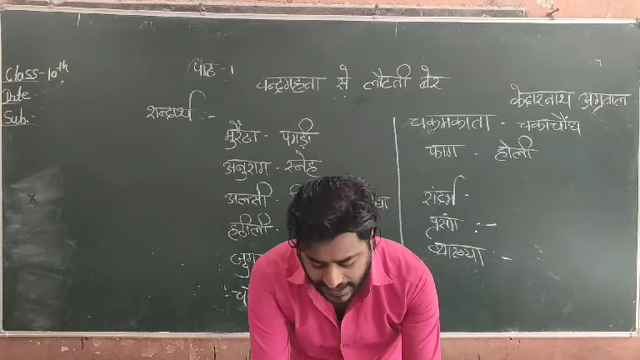 Class-10th
Date
Sub.
पाठ-1
चन्द्रगहना से लौटती बेर
केदारनाथ अग्रवाल
शब्दार्थ :-
मुरैठा - पगड़ी
अनुराग - स्नेह
अलसी -
हठीली -
चकमकाता - चकाचौंध
फाग - होली
संदर्भ -
प्रसंग :-
व्याख्या :-